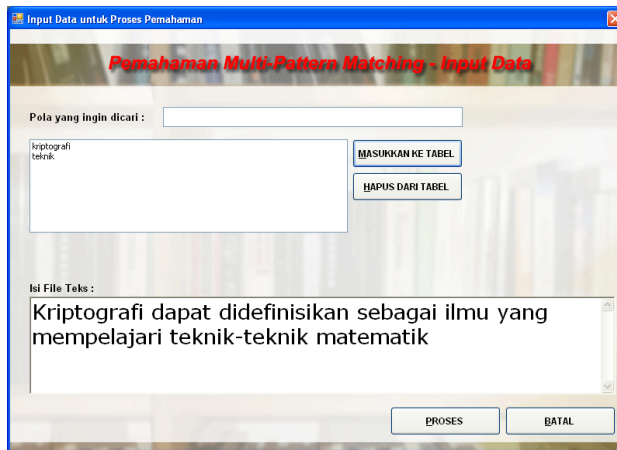 Input Data untuk Proses Pemahaman
Pemahaman Multi-Pattern Matching - Input Data
Pola yang ingin dicari :
kriptografi
teknik
MASUKKAN KE TABEL
HAPUS DARI TABEL
Isi File Teks :
Kriptografi dapat didefinisikan sebagai ilmu yang
mempelajari teknik-teknik matematik
PROSES
BATAL